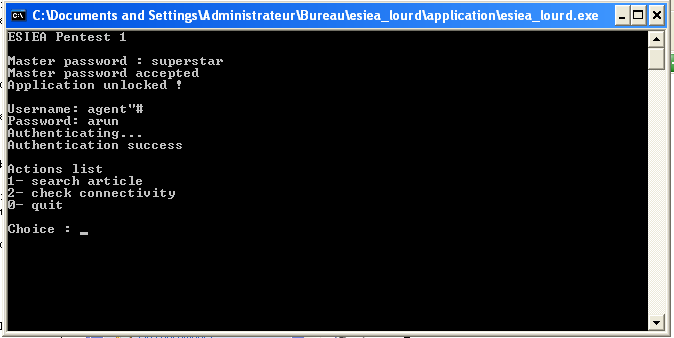 C:\Documents and Settings\Administrateur\Bureau\esiea_lourd\application\esiea_lourd.exe
ESIEA Pentest 1
Master password : superstar
Master password accepted
Application unlocked !
Username: agent"#
Password: arun
Authenticating...
Authentication success
Actions list
1- search article
2- check connectivity
0- quit
Choice : _